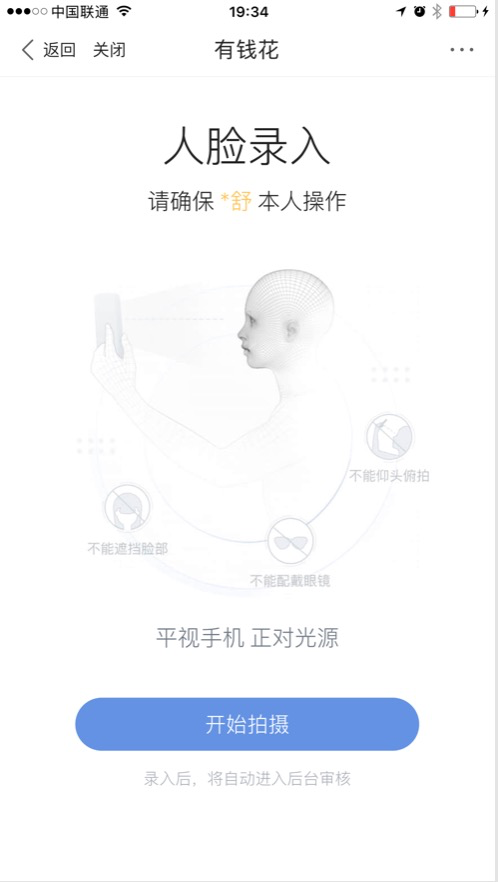 中国联通 19:34
返回 关闭 有钱花
人脸录入
请确保 *舒 本人操作
不能仰头俯拍
不能遮挡脸部
不能配戴眼镜
平视手机 正对光源
开始拍摄
录入后，将自动进入后台审核